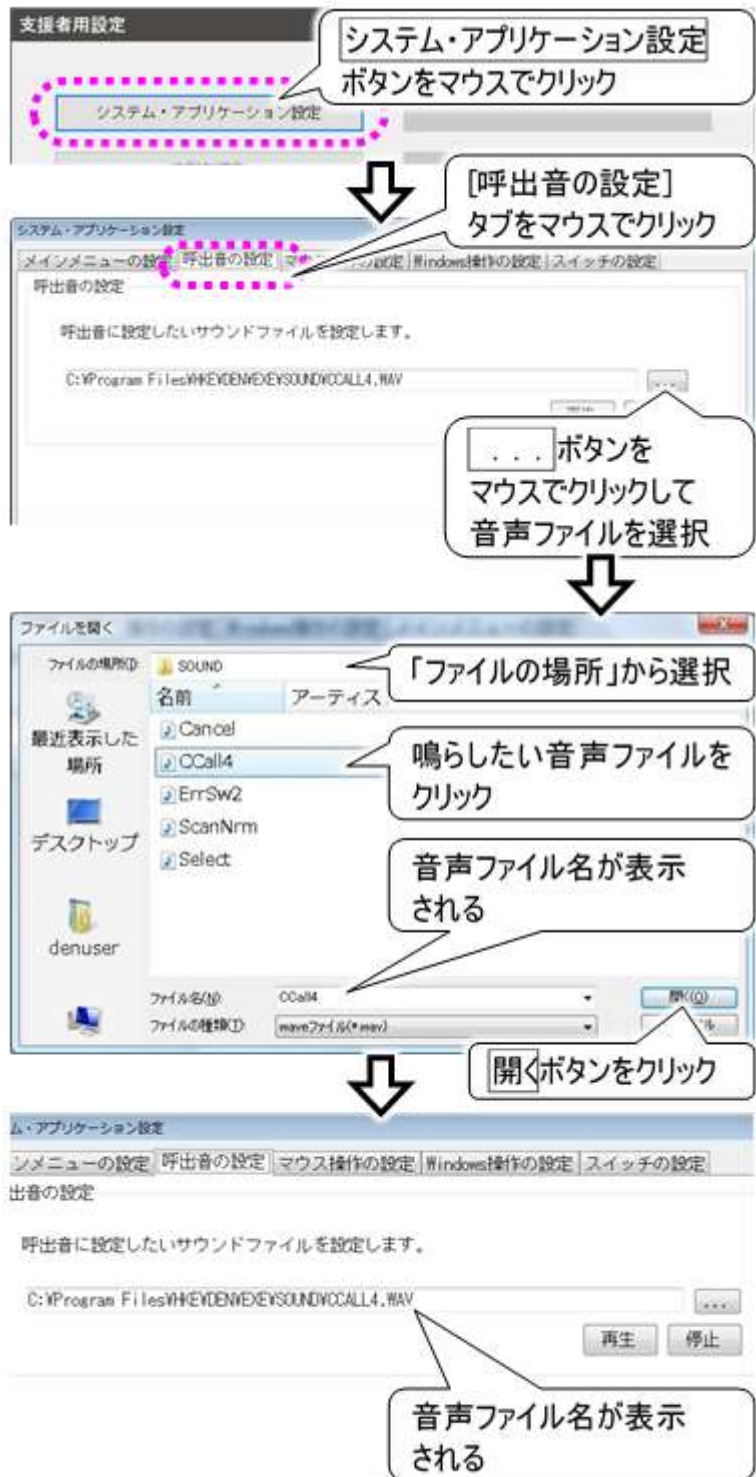 支援者用設定
システム・アプリケーション設定
ボタンをマウスでクリック
システム・アプリケーション設定
[呼出音の設定]
タブをマウスでクリック
システム・アプリケーション設定
メインメニューの設定 呼出音の設定 の設定 Windows操作の設定 スイッチの設定
呼出音の設定
呼出音に設定したいサウンドファイルを設定します。
C:¥Program Files¥HKE¥DEN¥EXE¥SOUND¥CCALL4.WAV
...
...ボタンを
マウスでクリックして
音声ファイルを選択
ファイルを開く
ファイルの場所(I): SOUND
「ファイルの場所」から選択
名前 アーティス
最近表示した
場所
デスクトップ
denuser
Cancel
CCall4
ErrSw2
ScanNrm
Select
鳴らしたい音声ファイルを
クリック
音声ファイル名が表示
される
ファイル名(N): CCall4
開く(O)
ファイルの種類(T): waveファイル(*.wav)
開くボタンをクリック
ム・アプリケーション設定
ンメニューの設定 呼出音の設定 マウス操作の設定 Windows操作の設定 スイッチの設定
出音の設定
呼出音に設定したいサウンドファイルを設定します。
C:¥Program Files¥HKE¥DEN¥EXE¥SOUND¥CCALL4.WAV
...
再生 停止
音声ファイル名が表示
される